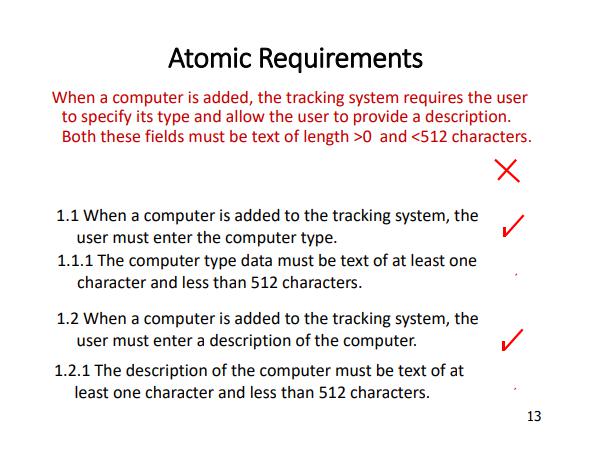 Atomic Requirements
When a computer is added, the tracking system requires the user
to specify its type and allow the user to provide a description.
Both these fields must be text of length >0 and <512 characters.
1.1 When a computer is added to the tracking system, the
user must enter the computer type.
1.1.1 The computer type data must be text of at least one
character and less than 512 characters.
1.2 When a computer is added to the tracking system, the
user must enter a description of the computer.
1.2.1 The description of the computer must be text of at
least one character and less than 512 characters.
13